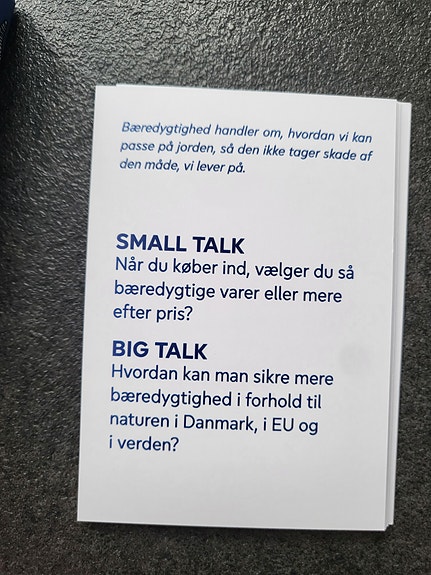 Bæredygtighed handler om, hvordan vi kan
passe på jorden, så den ikke tager skade af
den måde, vi lever på.
SMALL TALK
Når du køber ind, vælger du så
bæredygtige varer eller mere
efter pris?
BIG TALK
Hvordan kan man sikre mere
bæredygtighed i forhold til
naturen i Danmark, i EU og
i verden?